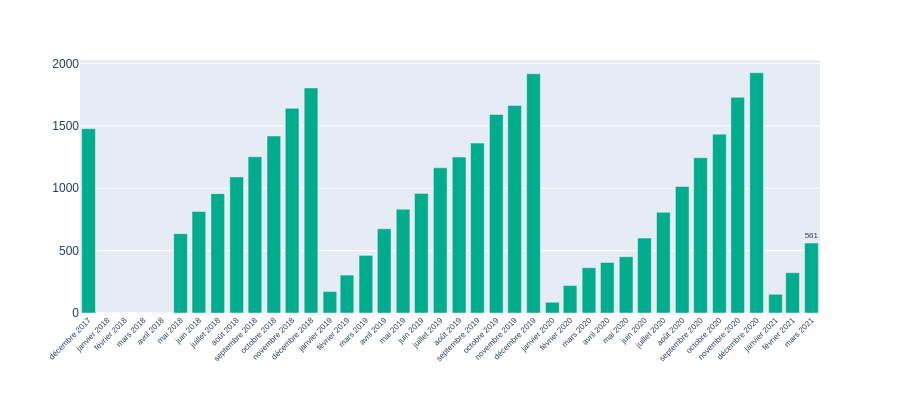 2000
1500
1000
500
0
561
décembre 2017
janvier 2018
février 2018
mars 2018
avril 2018
mai 2018
juin 2018
juillet 2018
août 2018
septembre 2018
octobre 2018
novembre 2018
décembre 2018
janvier 2019
février 2019
mars 2019
avril 2019
mai 2019
juin 2019
juillet 2019
août 2019
septembre 2019
octobre 2019
novembre 2019
décembre 2019
janvier 2020
février 2020
mars 2020
avril 2020
mai 2020
juin 2020
juillet 2020
août 2020
septembre 2020
octobre 2020
novembre 2020
décembre 2020
janvier 2021
février 2021
mars 2021